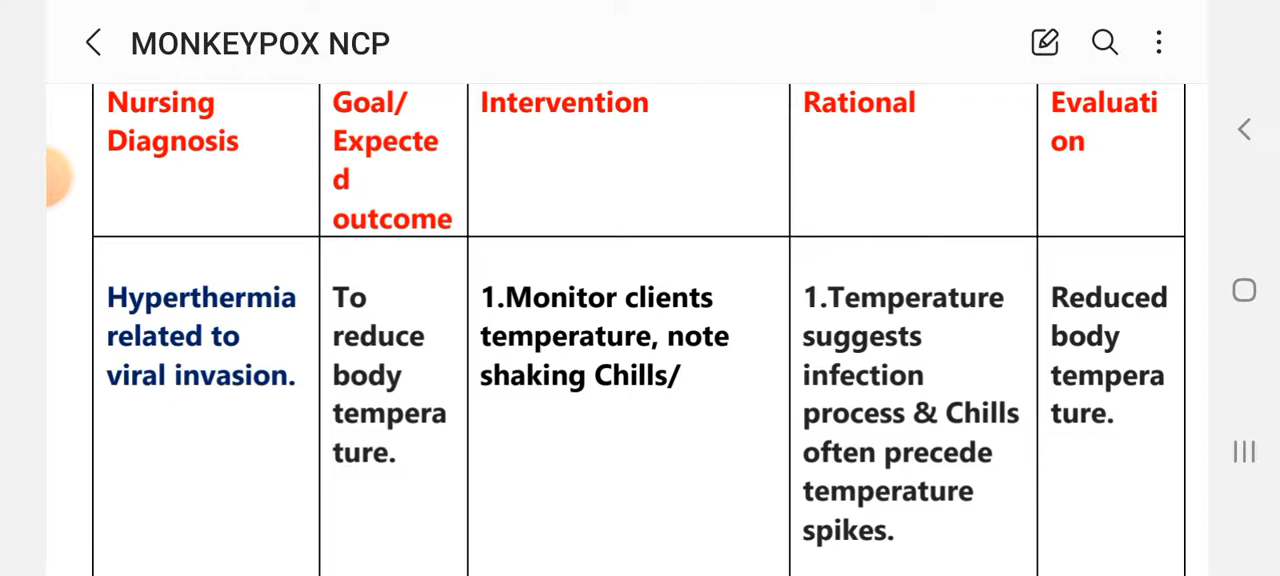 MONKEYPOX NCP
Nursing
Diagnosis
Goal/
Expecte
d
outcome
Intervention
Rational
Evaluati
on
Hyperthermia
related to
viral invasion.
To
reduce
body
tempera
ture.
1.Monitor clients
temperature, note
shaking Chills/
1.Temperature
suggests
infection
process & Chills
often precede
temperature
spikes.
Reduced
body
tempera
ture.